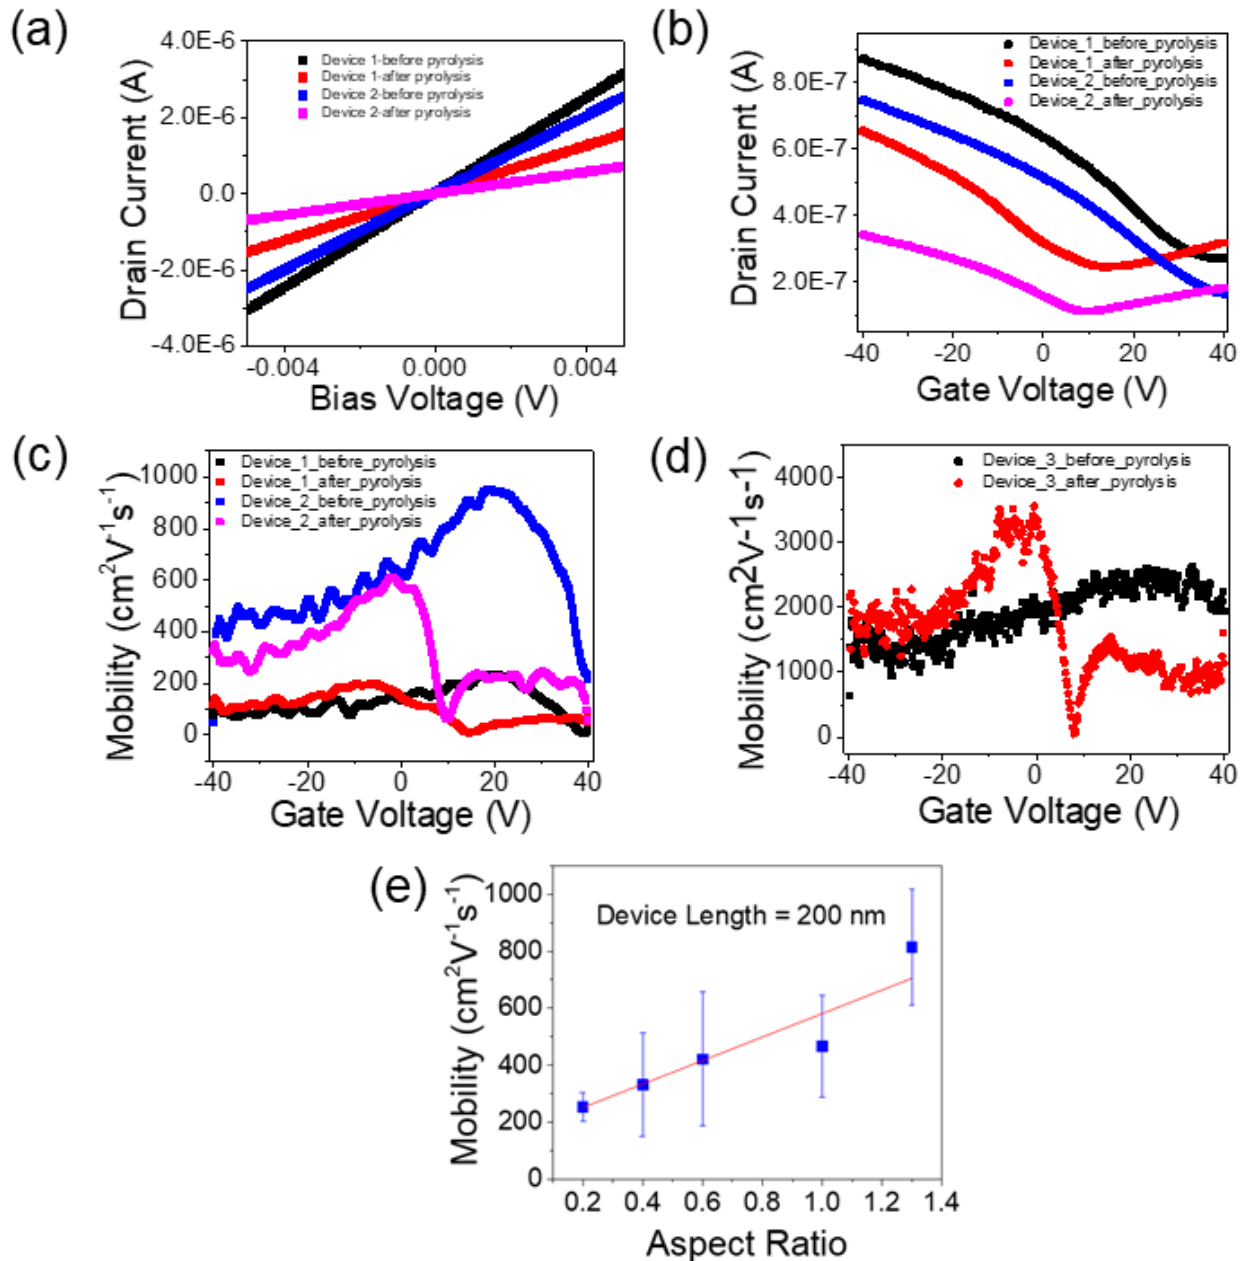 (a)
Drain Current (A)
4.0E-6
2.0E-6
0.0
-2.0E-6
-4.0E-6
Device 1-before pyrolysis
Device 1-after pyrolysis
Device 2-before pyrolysis
Device 2-after pyrolysis
-0.004 0.000 0.004
Bias Voltage (V)
(b)
Drain Current (A)
8.0E-7
6.0E-7
4.0E-7
2.0E-7
Device_1_before_pyrolysis
Device_1_after_pyrolysis
Device_2_before_pyrolysis
Device_2_after_pyrolysis
-40 -20 0 20 40
Gate Voltage (V)
(c)
Mobility (cm²V⁻¹s⁻¹)
1000
800
600
400
200
0
Device_1_before_pyrolysis
Device_1_after_pyrolysis
Device_2_before_pyrolysis
Device_2_after_pyrolysis
-40 -20 0 20 40
Gate Voltage (V)
(d)
Mobility (cm2V-1s-1)
4000
3000
2000
1000
0
Device_3_before_pyrolysis
Device_3_after_pyrolysis
-40 -20 0 20 40
Gate Voltage (V)
(e)
Mobility (cm²V⁻¹s⁻¹)
1000
800
600
400
200
0
Device Length = 200 nm
0.2 0.4 0.6 0.8 1.0 1.2 1.4
Aspect Ratio